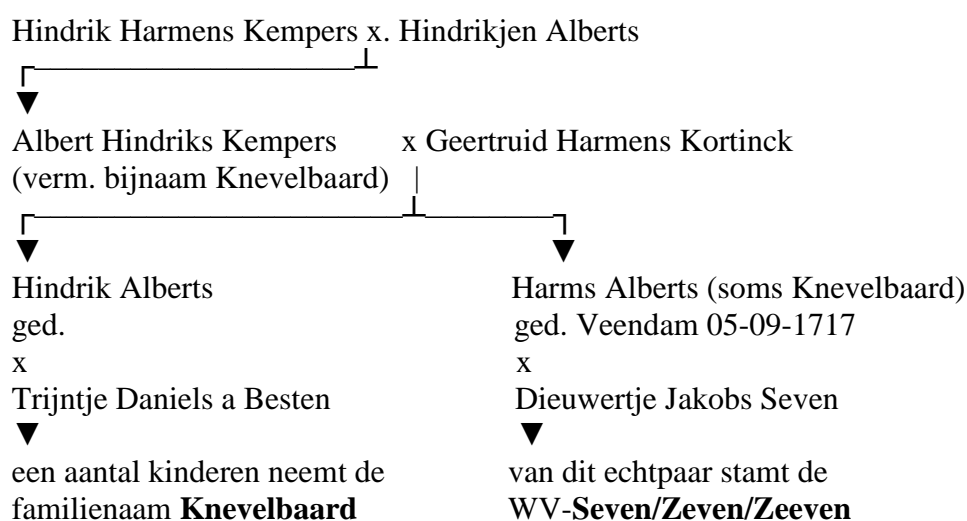 Hindrik Harmens Kempers x. Hindrikjen Alberts
Albert Hindriks Kempers x Geertruid Harmens Kortinck
(verm. bijnaam Knevelbaard)
Hindrik Alberts Harms Alberts (soms Knevelbaard)
ged. ged. Veendam 05-09-1717
x x
Trijntje Daniels a Besten Dieuwertje Jakobs Seven
een aantal kinderen neemt de van dit echtpaar stamt de
familienaam Knevelbaard WV-Seven/Zeven/Zeeven